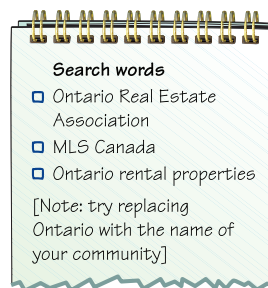 Search words
Ontario Real Estate
Association
MLS Canada
Ontario rental properties
[Note: try replacing
Ontario with the name of
your community]